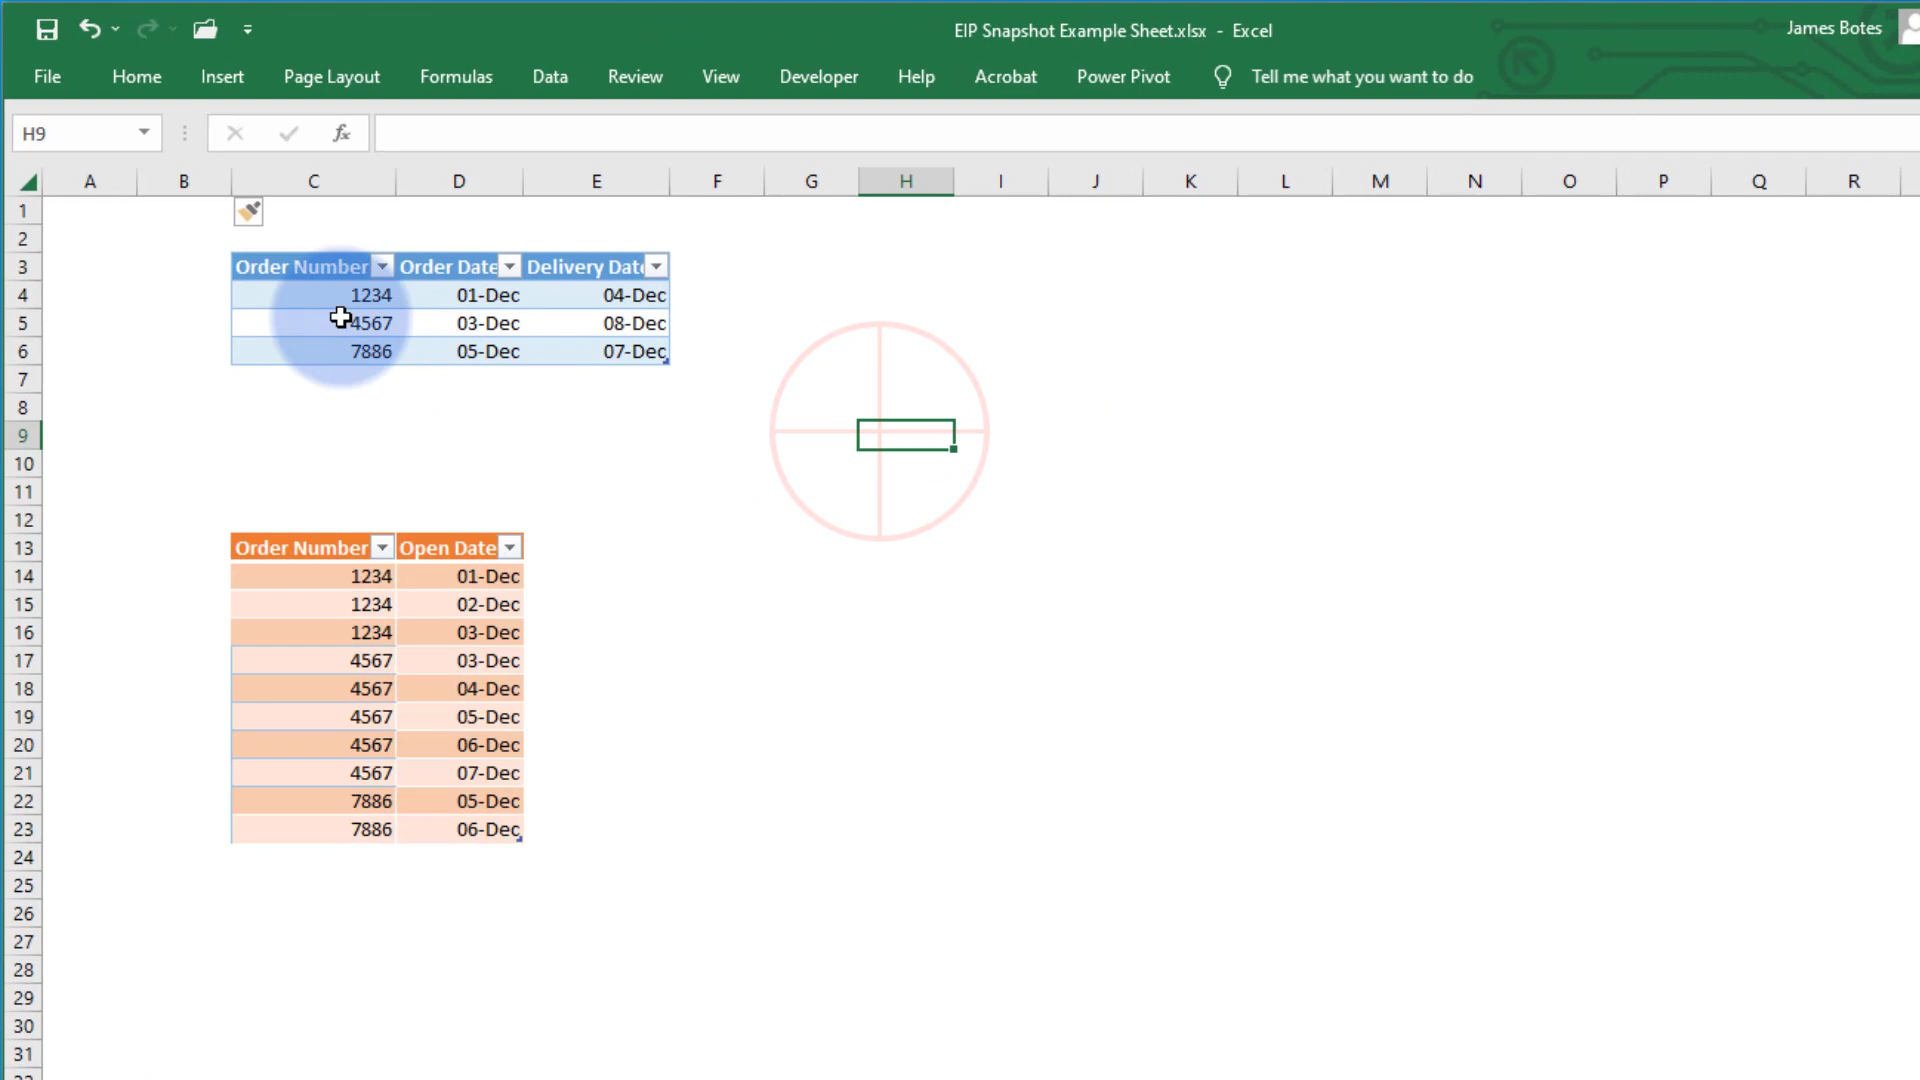 EIP Snapshot Example Sheet.xlsx - Excel
James Botes
File Home Insert Page Layout Formulas Data Review View Developer Help Acrobat Power Pivot Tell me what you want to do
H9 fx
A B C D E F G H I J K L M N O P Q R
1
2
3 Order Number Order Date Delivery Date
4 1234 01-Dec 04-Dec
5 4567 03-Dec 08-Dec
6 7886 05-Dec 07-Dec
7
8
9
10
11
12
13 Order Number Open Date
14 1234 01-Dec
15 1234 02-Dec
16 1234 03-Dec
17 4567 03-Dec
18 4567 04-Dec
19 4567 05-Dec
20 4567 06-Dec
21 4567 07-Dec
22 7886 05-Dec
23 7886 06-Dec
24
25
26
27
28
29
30
31